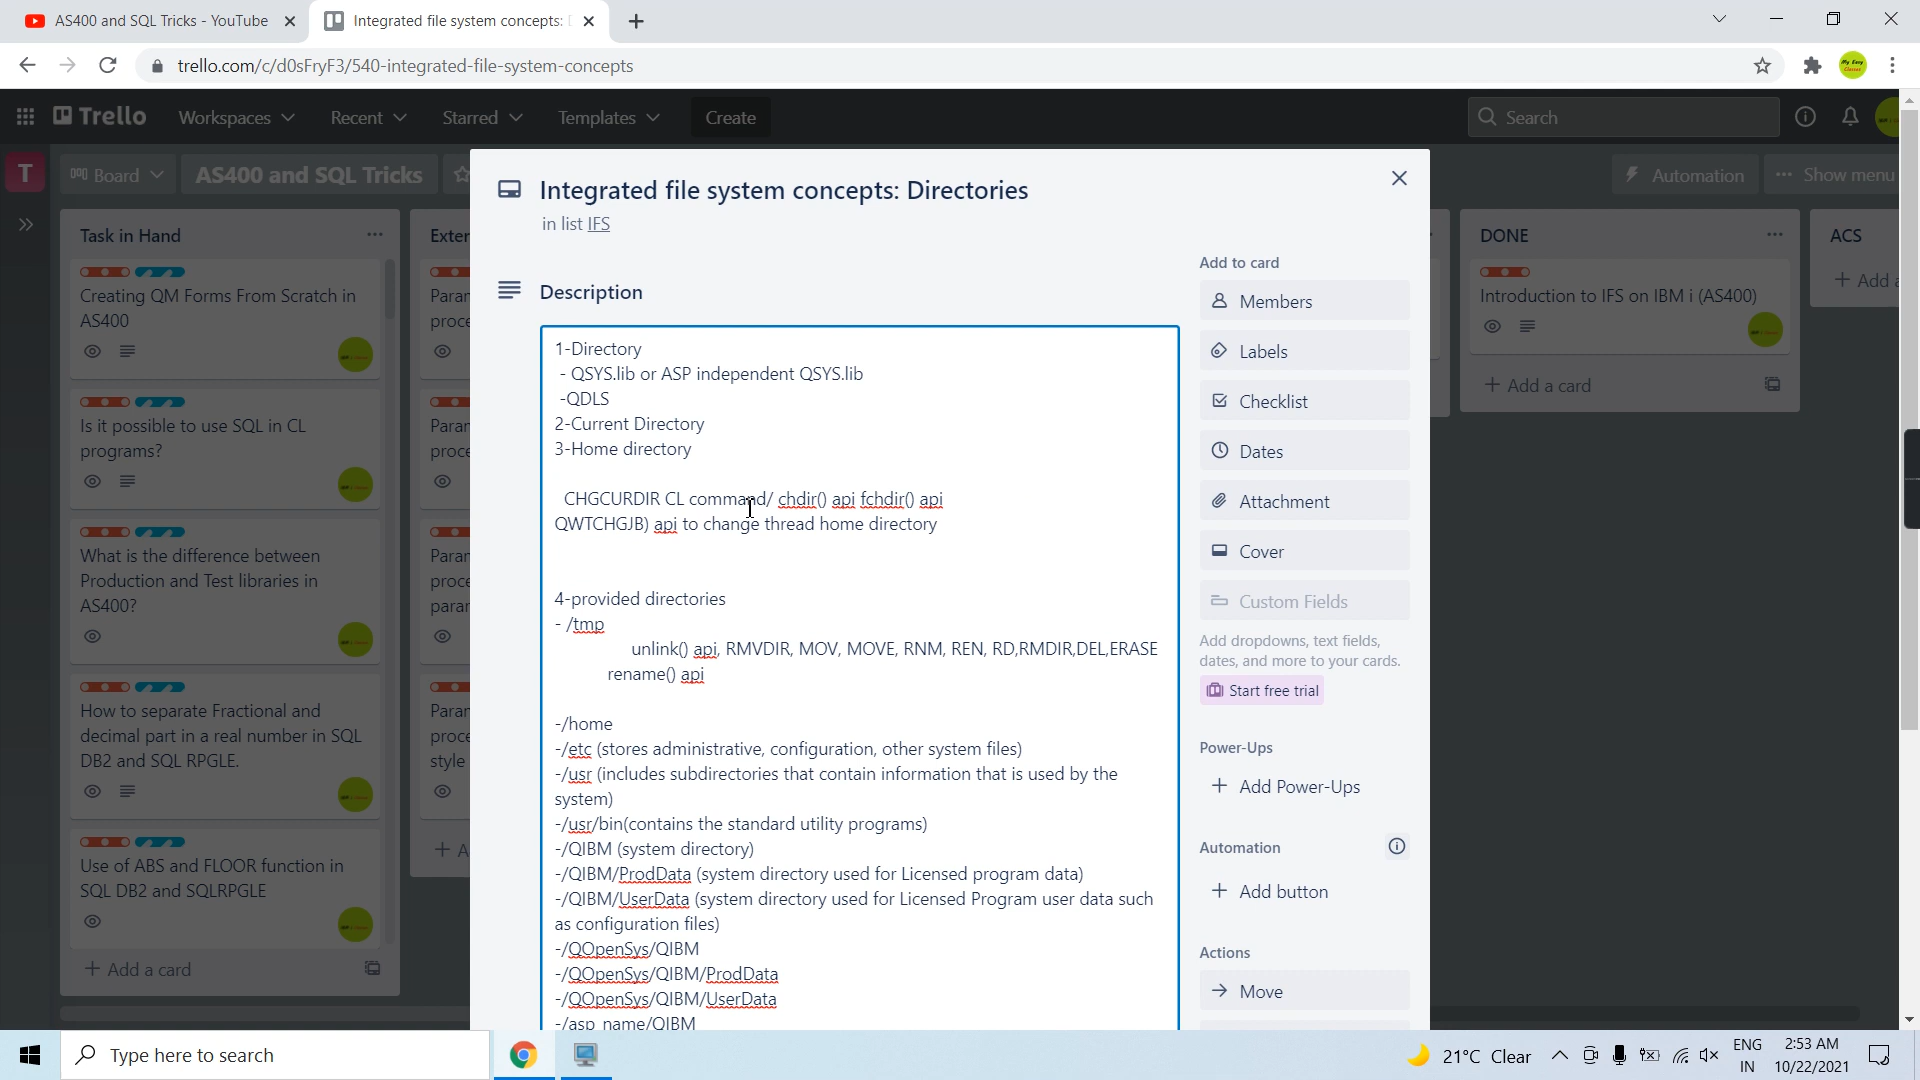 AS400 and SQL Tricks - YouTube
Integrated file system concepts:
trello.com/c/d0sFryF3/540-integrated-file-system-concepts
Trello
Workspaces
Recent
Starred
Templates
Create
Search
T
Board
AS400 and SQL Tricks
Automation
Show menu
Task in Hand
Creating QM Forms From Scratch in
AS400
Is it possible to use SQL in CL
programs?
What is the difference between
Production and Test libraries in
AS400?
How to separate Fractional and
decimal part in a real number in SQL
DB2 and SQL RPGLE.
Use of ABS and FLOOR function in
SQL DB2 and SQLRPGLE
+ Add a card
Exter
Parar
proce
Parar
proce
Parar
proce
parar
Parar
proce
style
+ A
Integrated file system concepts: Directories
in list IFS
Description
1-Directory
- QSYS.lib or ASP independent QSYS.lib
-QDLS
2-Current Directory
3-Home directory
CHGCURDIR CL command/ chdir() api fchdir() api
QWTCHGJB) api to change thread home directory
4-provided directories
- /tmp
unlink() api, RMVDIR, MOV, MOVE, RNM, REN, RD,RMDIR,DEL,ERASE
rename() api
-/home
-/etc (stores administrative, configuration, other system files)
-/usr (includes subdirectories that contain information that is used by the
system)
-/usr/bin(contains the standard utility programs)
-/QIBM (system directory)
-/QIBM/ProdData (system directory used for Licensed program data)
-/QIBM/UserData (system directory used for Licensed Program user data such
as configuration files)
-/QOpenSys/QIBM
-/QOpenSys/QIBM/ProdData
-/QOpenSys/QIBM/UserData
-/asp_name/QIBM
Add to card
Members
Labels
Checklist
Dates
Attachment
Cover
Custom Fields
Add dropdowns, text fields,
dates, and more to your cards.
Start free trial
Power-Ups
+ Add Power-Ups
Automation
+ Add button
Actions
Move
DONE
Introduction to IFS on IBM i (AS400)
+ Add a card
ACS
+ Add a
Type here to search
21°C Clear
ENG
IN
2:53 AM
10/22/2021